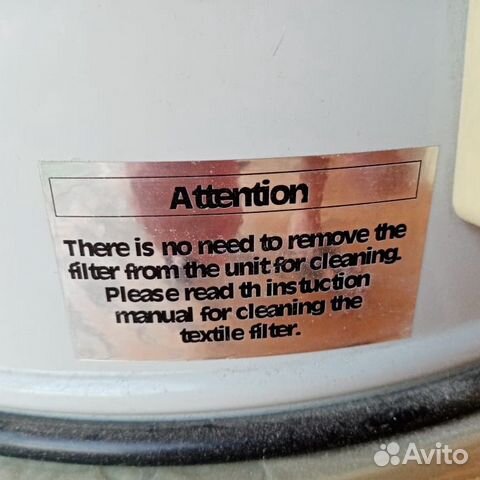 Attention
There is no need to remove the
filter from the unit for cleaning.
Please read th instuction
manual for cleaning the
textile filter.
Avito